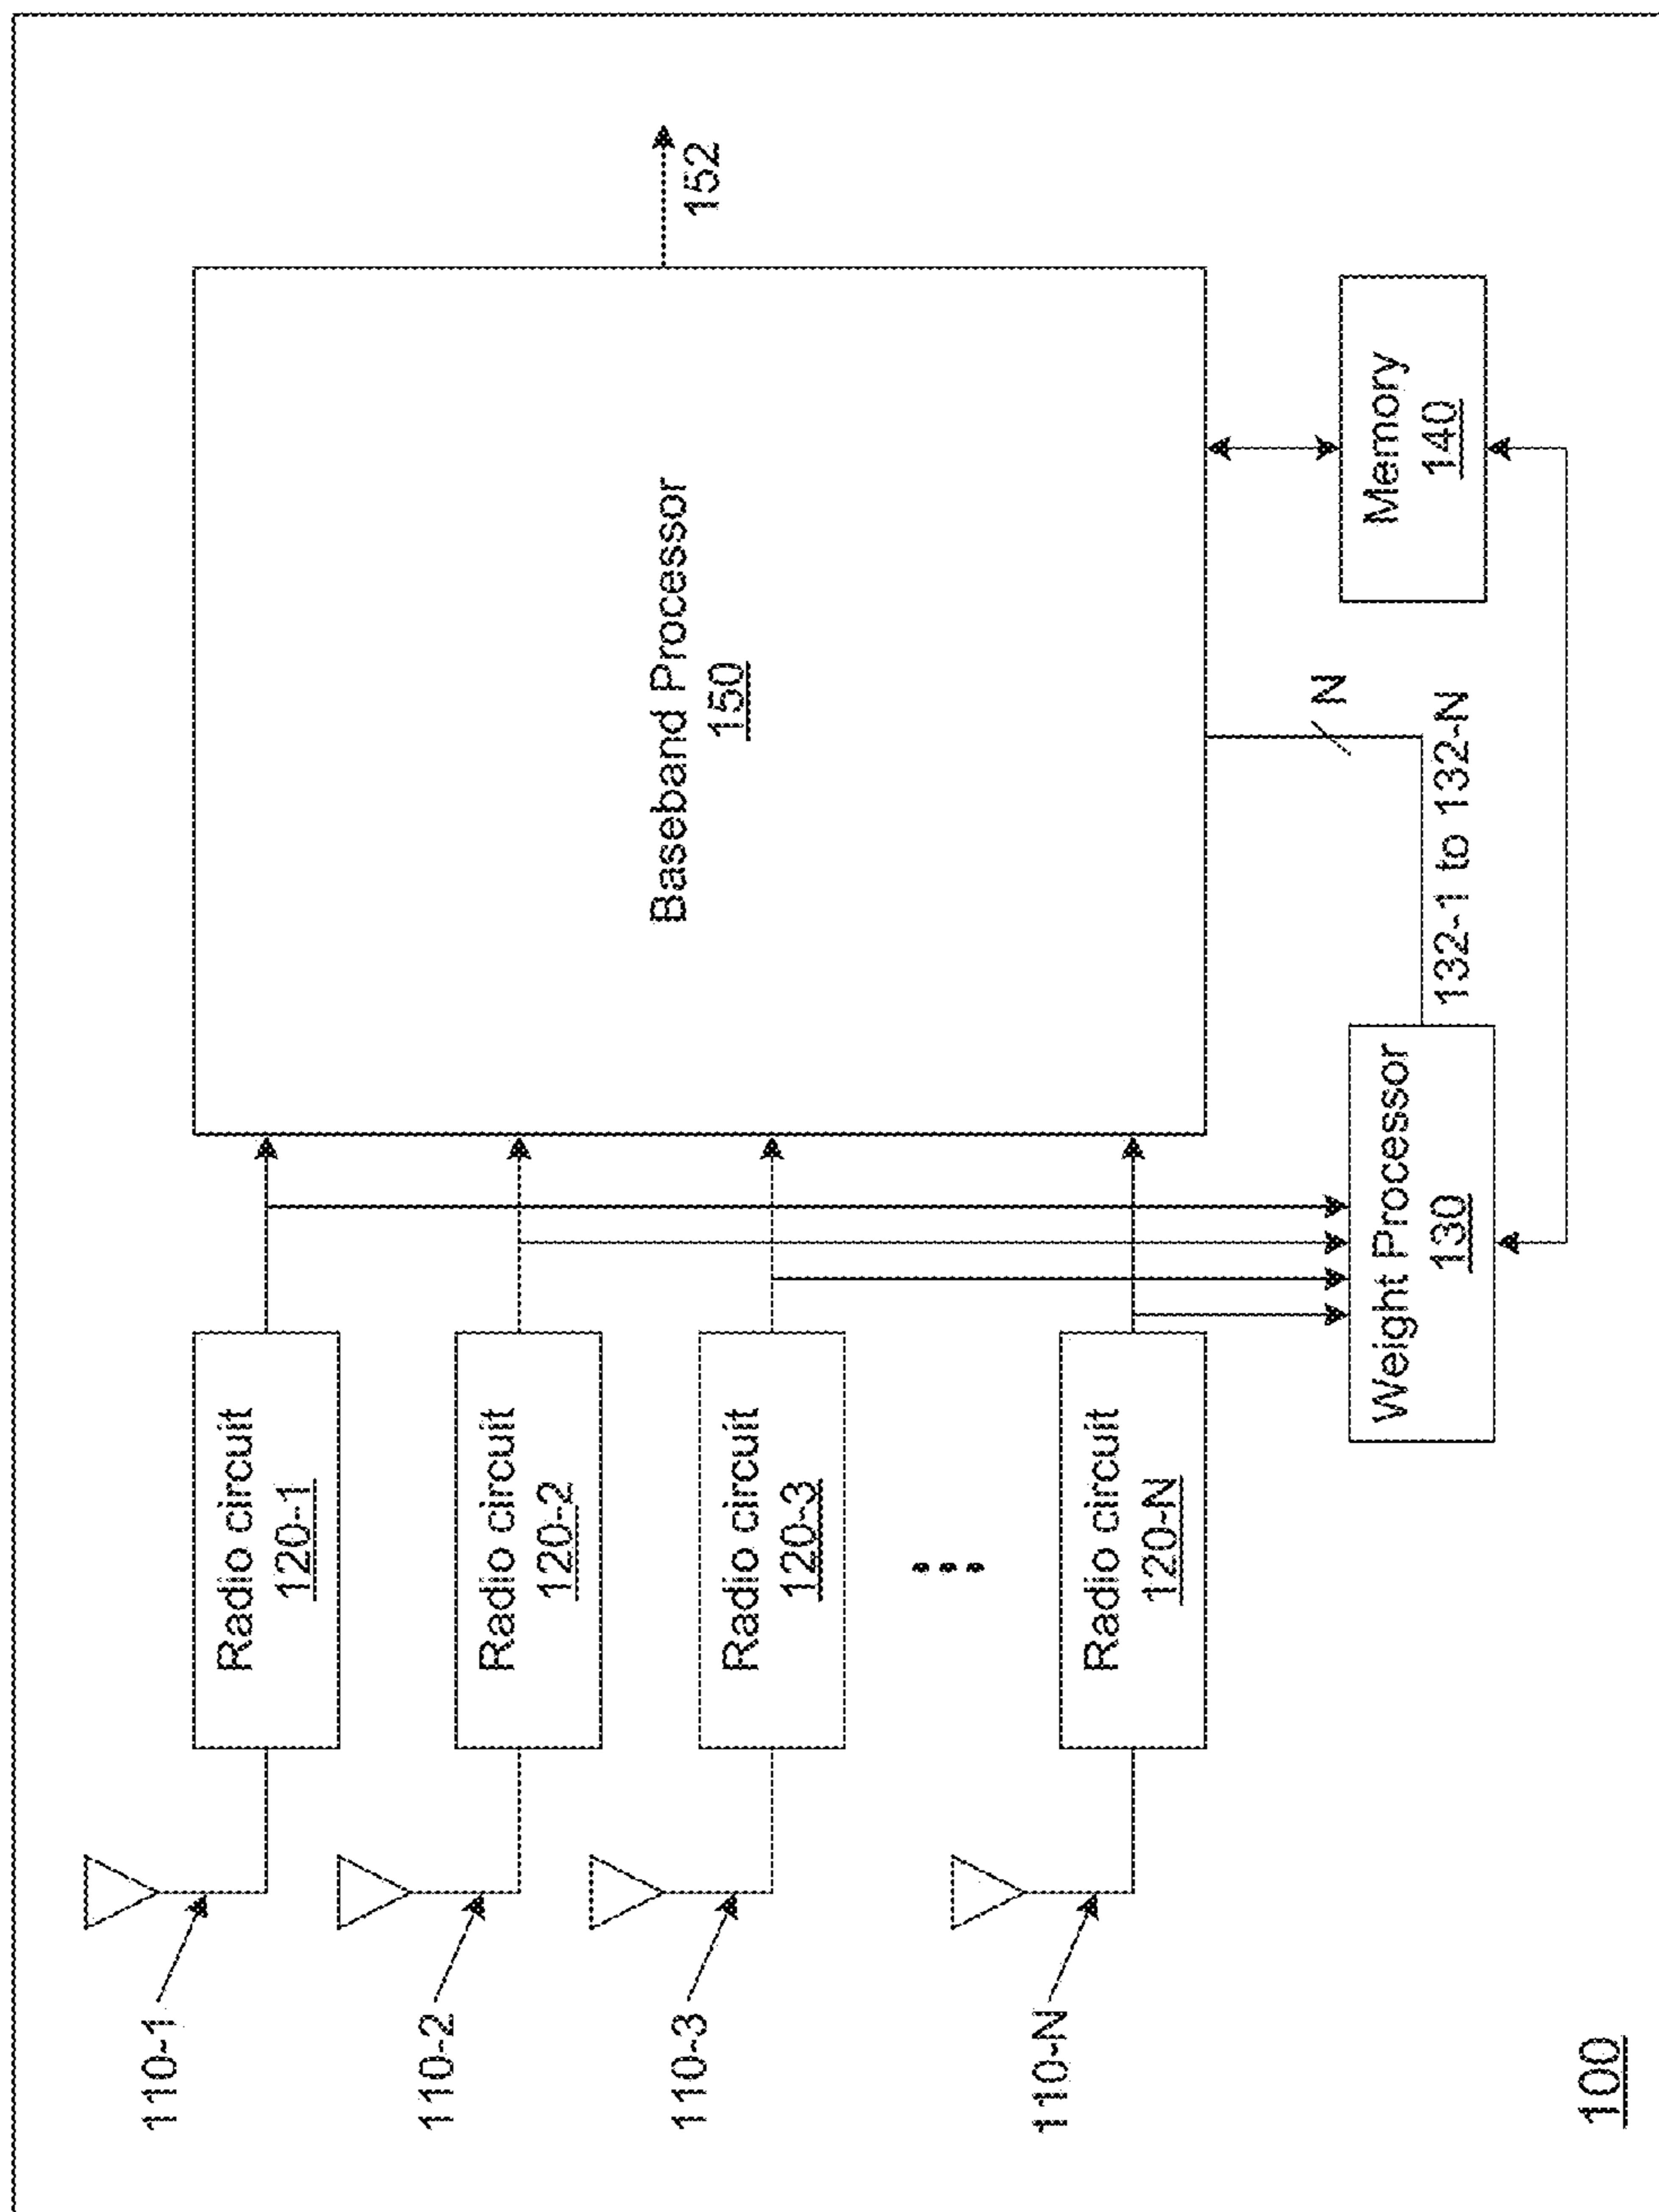 110-1
Radio circuit
120-1
110-2
Radio circuit
120-2
110-3
Radio circuit
120-3
110-N
Radio circuit
120-N
Baseband Processor
150
152
Weight Processor
130
132-1 to 132-N
N
Memory
140
100